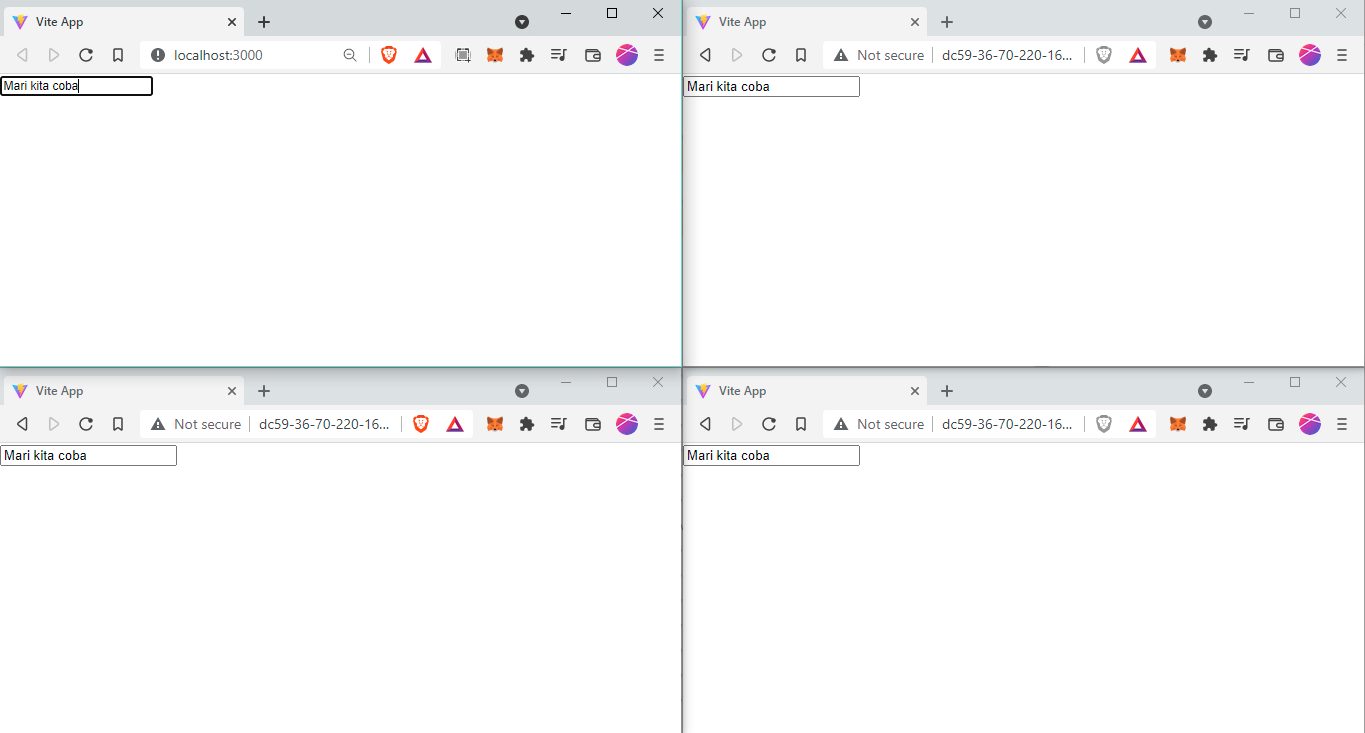 Vite App
localhost:3000
Mari kita coba
Vite App
Not secure
dc59-36-70-220-16...
Mari kita coba
Vite App
Not secure
dc59-36-70-220-16...
Mari kita coba
Vite App
Not secure
dc59-36-70-220-16...
Mari kita coba